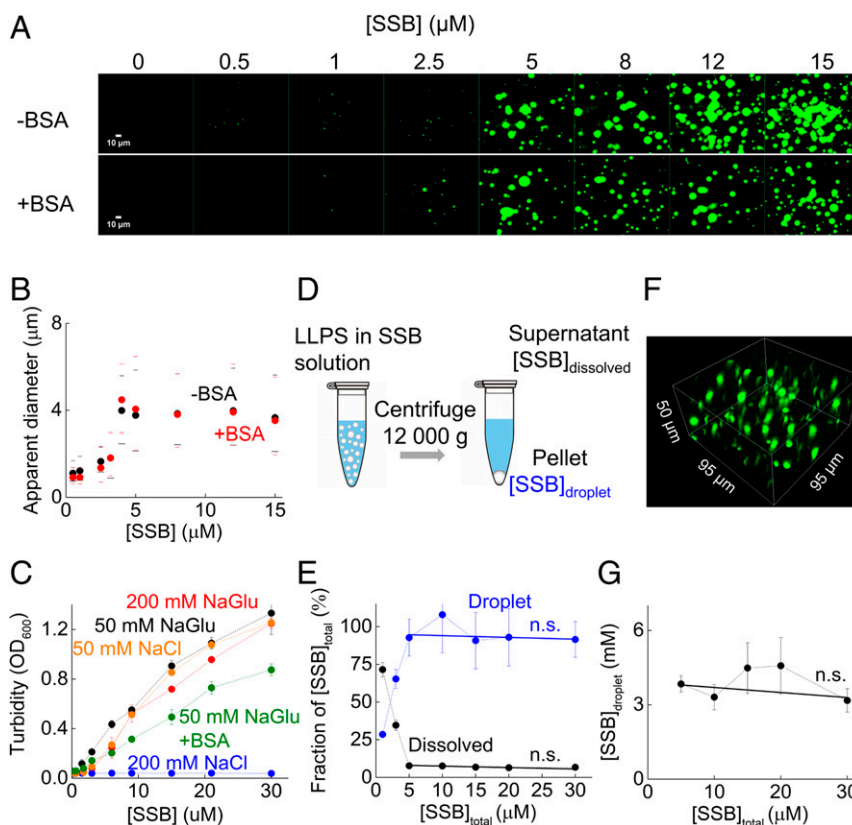 A
[SSB] (µM)
0 0.5 1 2.5 5 8 12 15
-BSA
10 µm
+BSA
10 µm
B
Apparent diameter (µm)
8
4
0
-BSA
+BSA
0 5 10 15
[SSB] (µM)
D
LLPS in SSB
solution
Centrifuge
12 000 g
Supernatant
[SSB]dissolved
Pellet
[SSB]droplet
F
50 µm
95 µm
95 µm
C
Turbidity (OD600)
1.2
0.8
0.4
0.0
200 mM NaGlu
50 mM NaGlu
50 mM NaCl
50 mM NaGlu
+BSA
200 mM NaCl
0 10 20 30
[SSB] (uM)
E
Fraction of [SSB]total (%)
100
75
50
25
0
Droplet
n.s.
Dissolved
n.s.
0 5 10 15 20 25 30
[SSB]total (µM)
G
[SSB]droplet (mM)
6
3
0
n.s.
0 10 20 30
[SSB]total (µM)